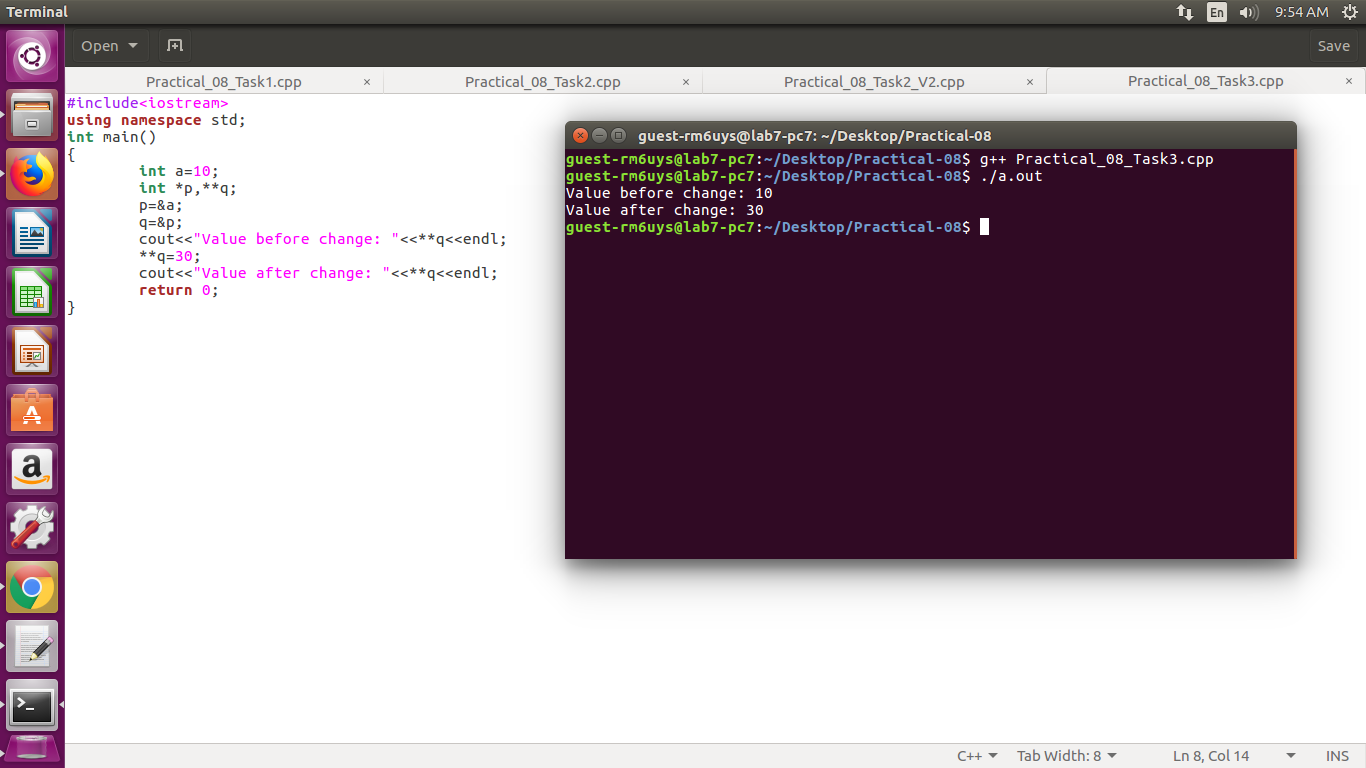 Terminal
En
9:54 AM
Open
Save
Practical_08_Task1.cpp ×
Practical_08_Task2.cpp ×
Practical_08_Task2_V2.cpp ×
Practical_08_Task3.cpp ×
#include<iostream>
using namespace std;
int main()
{
int a=10;
int *p,**q;
p=&a;
q=&p;
cout<<"Value before change: "<<**q<<endl;
**q=30;
cout<<"Value after change: "<<**q<<endl;
return 0;
}
guest-rm6uys@lab7-pc7: ~/Desktop/Practical-08
guest-rm6uys@lab7-pc7:~/Desktop/Practical-08$ g++ Practical_08_Task3.cpp
guest-rm6uys@lab7-pc7:~/Desktop/Practical-08$ ./a.out
Value before change: 10
Value after change: 30
guest-rm6uys@lab7-pc7:~/Desktop/Practical-08$
C++
Tab Width: 8
Ln 8, Col 14
INS